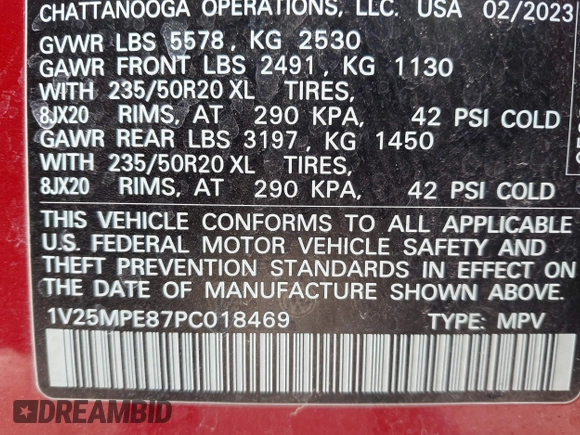 CHATTANOOGA OPERATIONS, LLC. USA 02/2023
GVWR LBS 5578, KG 2530
GAWR FRONT LBS 2491, KG 1130
WITH 235/50R20 XL TIRES,
8JX20 RIMS, AT 290 KPA, 42 PSI COLD
GAWR REAR LBS 3197, KG 1450
WITH 235/50R20 XL TIRES,
8JX20 RIMS, AT 290 KPA, 42 PSI COLD
THIS VEHICLE CONFORMS TO ALL APPLICABLE
U.S. FEDERAL MOTOR VEHICLE SAFETY AND
THEFT PREVENTION STANDARDS IN EFFECT ON
THE DATE OF MANUFACTURE SHOWN ABOVE.
1V25MPE87PC018469 TYPE: MPV
DREAMBID